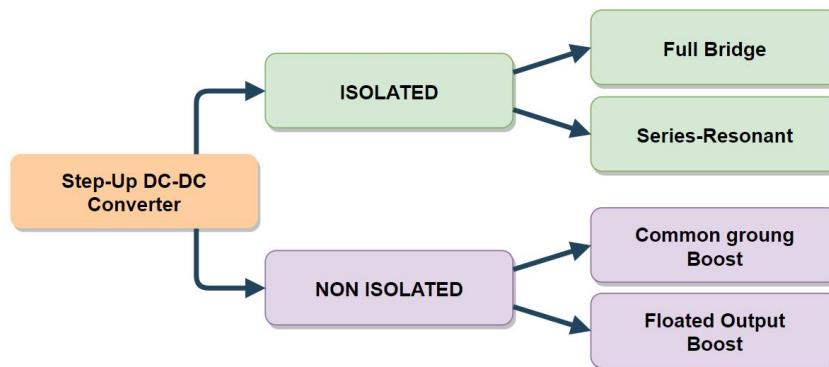 Full Bridge
ISOLATED
Series-Resonant
Step-Up DC-DC
Converter
Common groung
Boost
NON ISOLATED
Floated Output
Boost